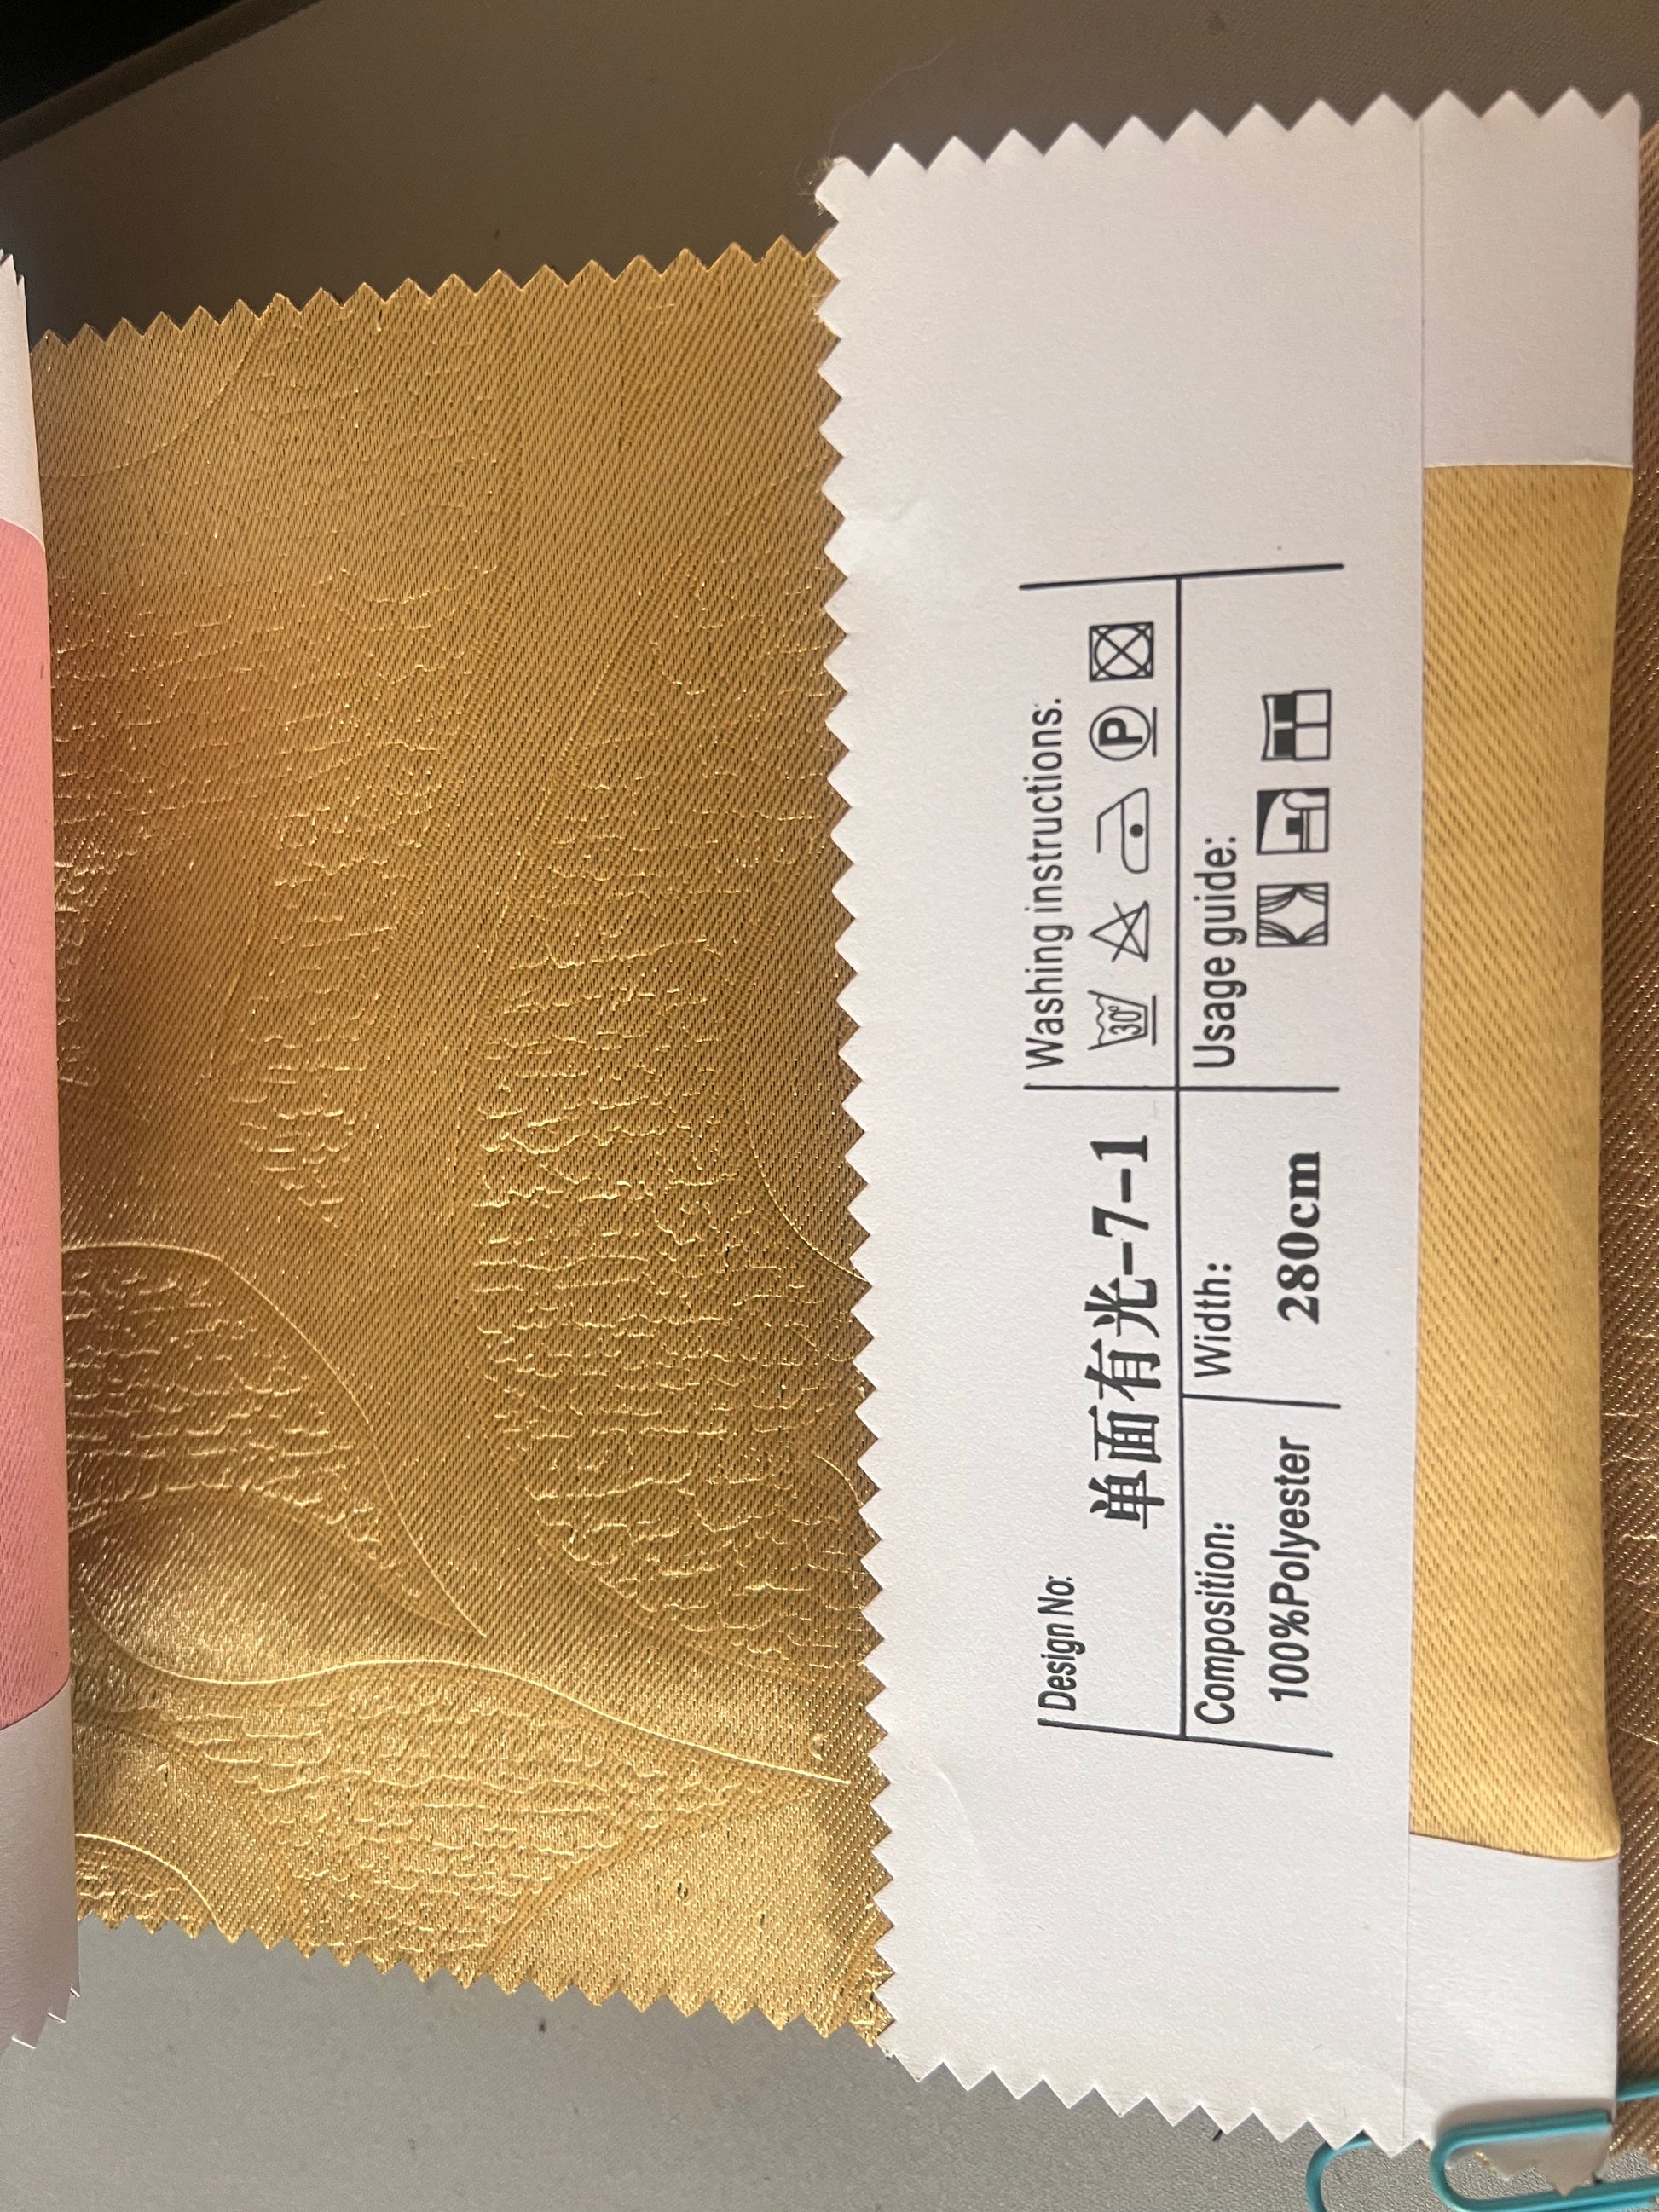 Design No:
单面有光-7-1
Washing instructions:
30°
P
Composition:
100%Polyester
Width:
280cm
Usage guide: